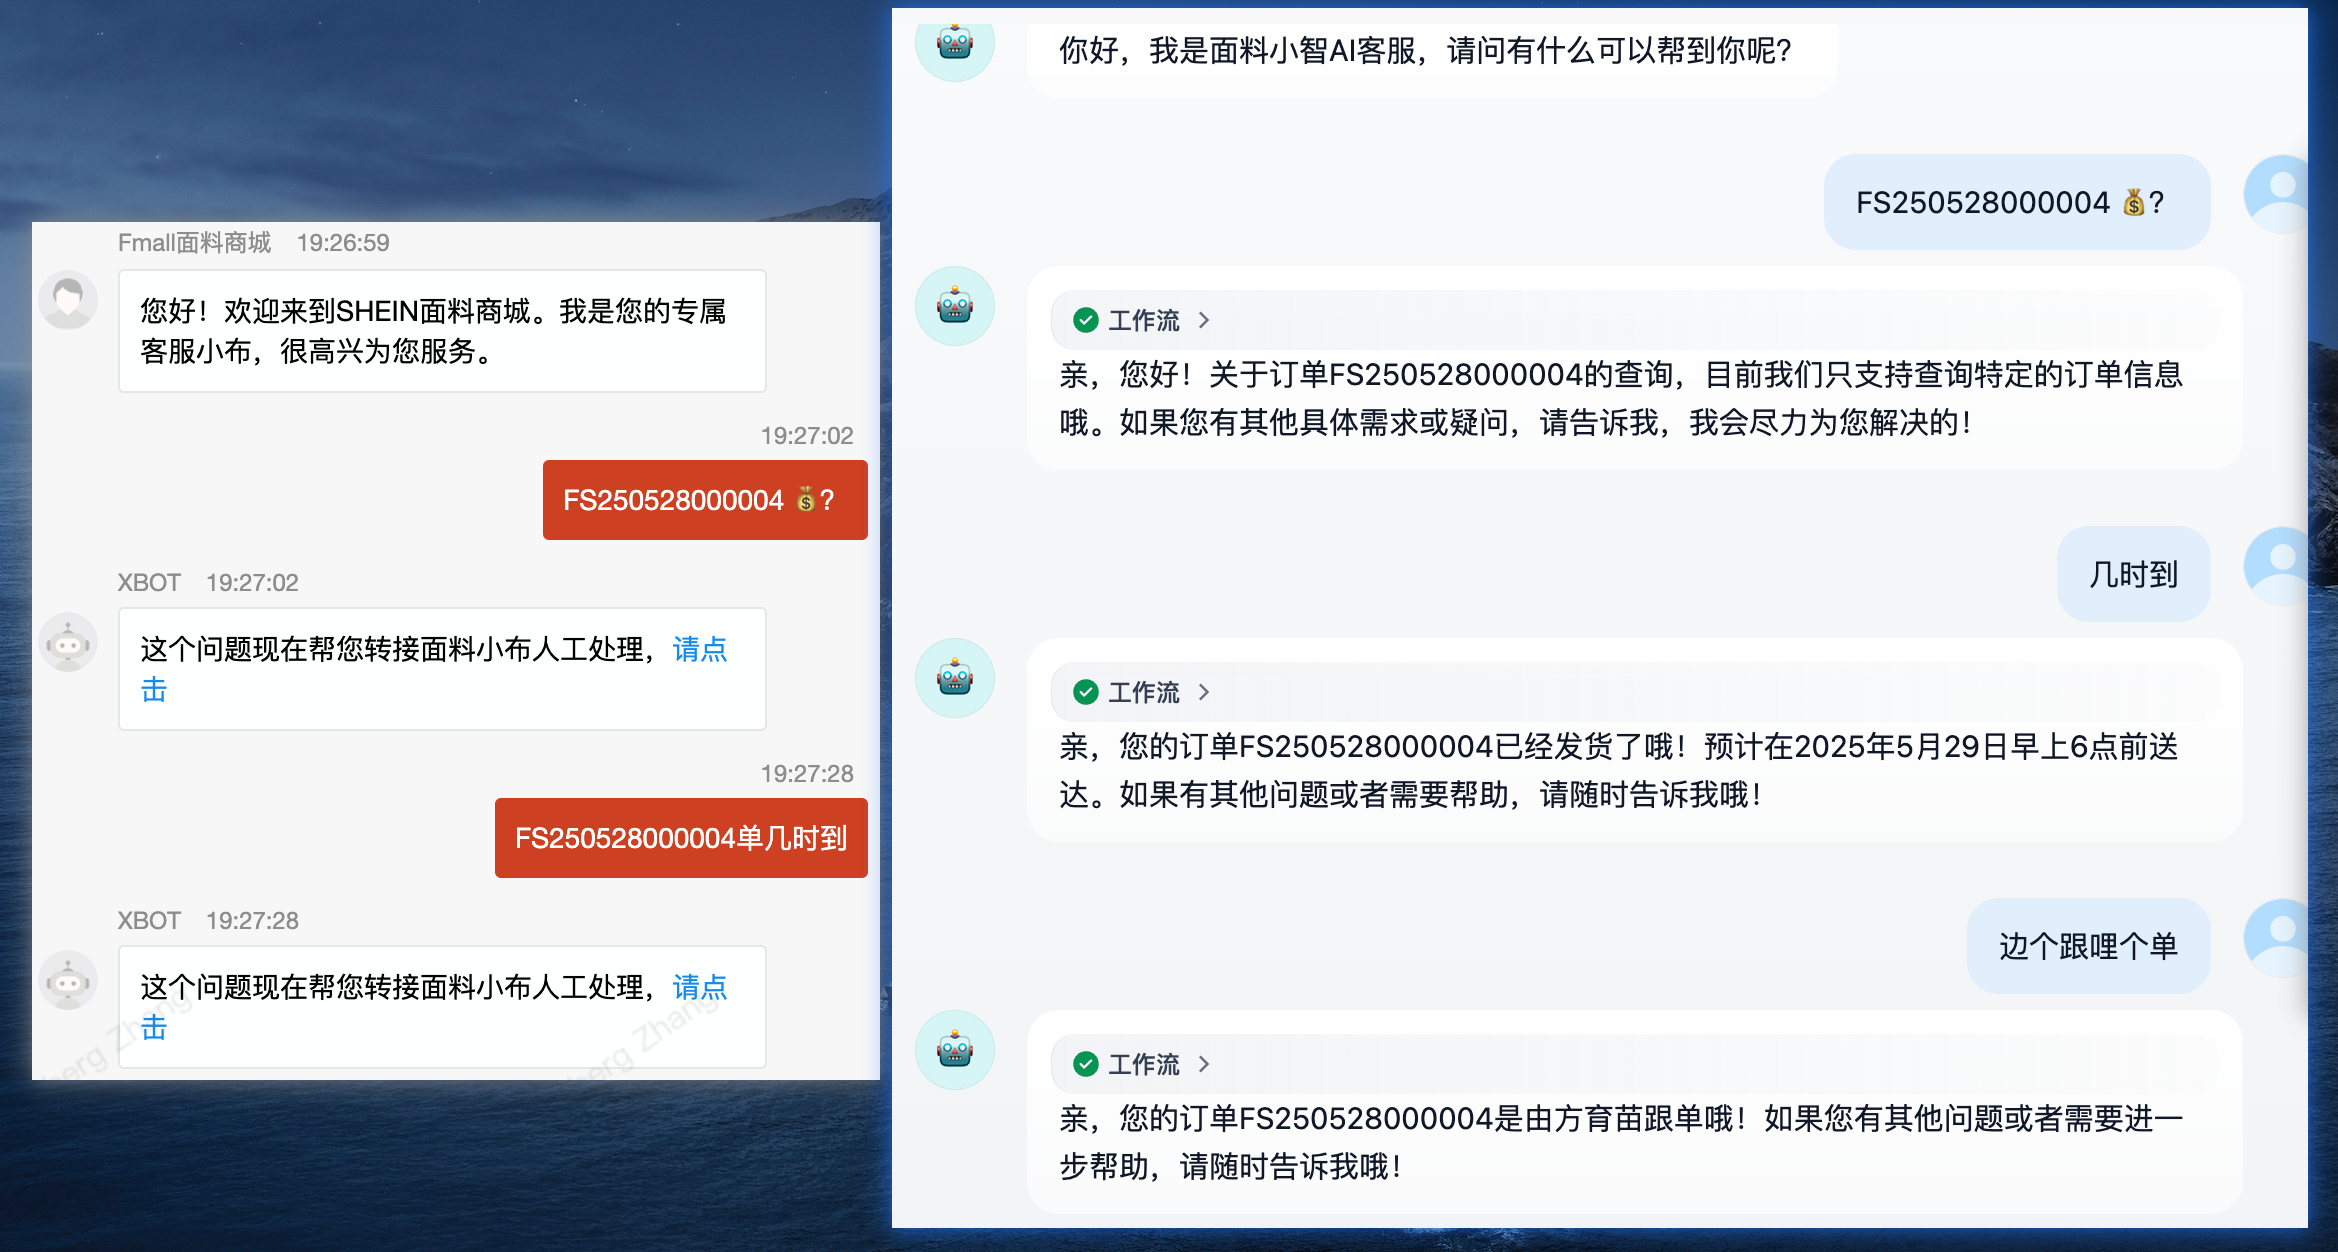 Fmall面料商城 19:26:59
您好！欢迎来到SHEIN面料商城。我是您的专属
客服小布，很高兴为您服务。
19:27:02
FS250528000004 💰?
XBOT 19:27:02
这个问题现在帮您转接面料小布人工处理，请点
击
19:27:28
FS250528000004单几时到
XBOT 19:27:28
这个问题现在帮您转接面料小布人工处理，请点
击
erg Zhang
berg Zhang
你好，我是面料小智AI客服，请问有什么可以帮到你呢?
FS250528000004 💰?
工作流
亲，您好！关于订单FS250528000004的查询，目前我们只支持查询特定的订单信息
哦。如果您有其他具体需求或疑问，请告诉我，我会尽力为您解决的！
几时到
工作流
亲，您的订单FS250528000004已经发货了哦！预计在2025年5月29日早上6点前送
达。如果有其他问题或者需要帮助，请随时告诉我哦！
边个跟哩个单
工作流
亲，您的订单FS250528000004是由方育苗跟单哦！如果您有其他问题或者需要进一
步帮助，请随时告诉我哦！